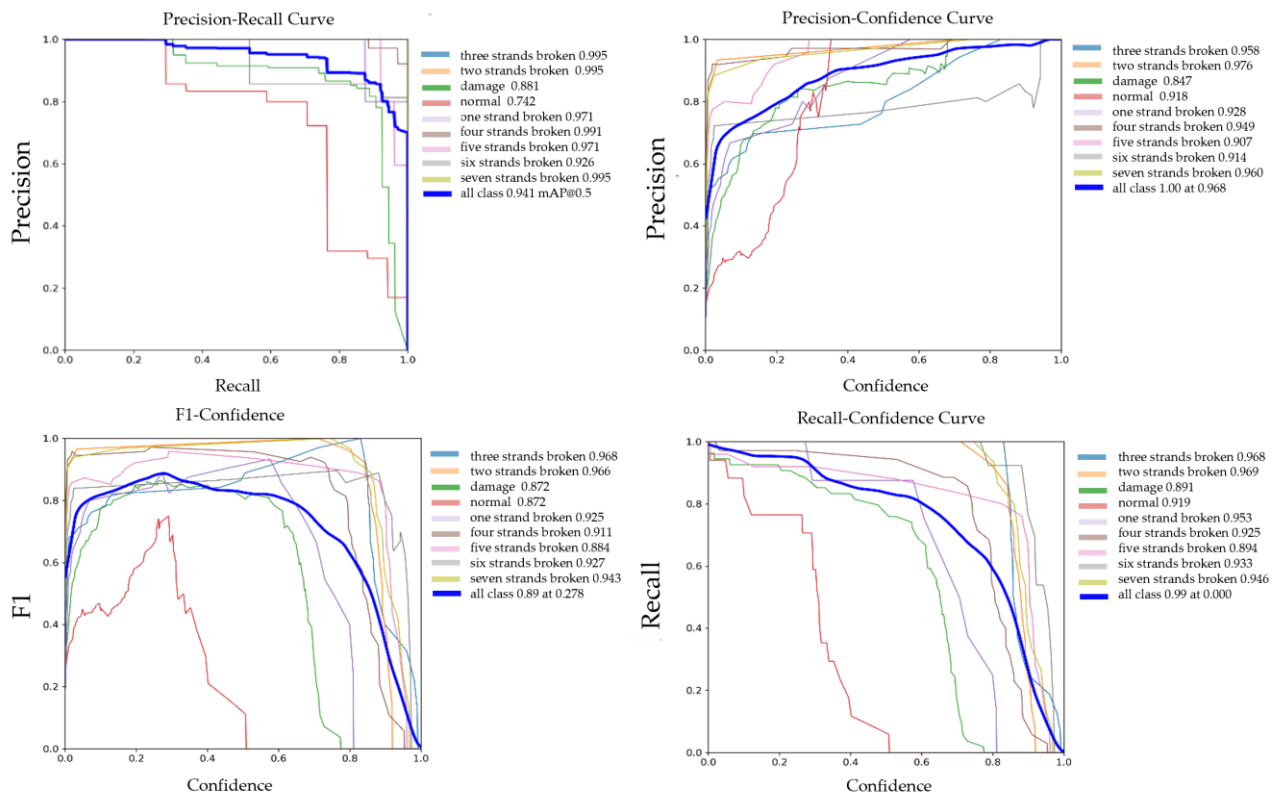 Precision-Recall Curve
1.0
0.8
0.6
0.4
0.2
0.0
0.0 0.2 0.4 0.6 0.8 1.0
Precision
Recall
three strands broken 0.995
two strands broken 0.995
damage 0.881
normal 0.742
one strand broken 0.971
four strands broken 0.991
five strands broken 0.971
six strands broken 0.926
seven strands broken 0.995
all class 0.941 mAP@0.5
Precision-Confidence Curve
1.0
0.8
0.6
0.4
0.2
0.0
0.0 0.2 0.4 0.6 0.8 1.0
Precision
Confidence
three strands broken 0.958
two strands broken 0.976
damage 0.847
normal 0.918
one strand broken 0.928
four strands broken 0.949
five strands broken 0.907
six strands broken 0.914
seven strands broken 0.960
all class 1.00 at 0.968
F1-Confidence
1.0
0.8
0.6
0.4
0.2
0.0
0.0 0.2 0.4 0.6 0.8 1.0
F1
Confidence
three strands broken 0.968
two strands broken 0.966
damage 0.872
normal 0.872
one strand broken 0.925
four strands broken 0.911
five strands broken 0.884
six strands broken 0.927
seven strands broken 0.943
all class 0.89 at 0.278
Recall-Confidence Curve
1.0
0.8
0.6
0.4
0.2
0.0
0.0 0.2 0.4 0.6 0.8 1.0
Recall
Confidence
three strands broken 0.968
two strands broken 0.969
damage 0.891
normal 0.919
one strand broken 0.953
four strands broken 0.925
five strands broken 0.894
six strands broken 0.933
seven strands broken 0.946
all class 0.99 at 0.000